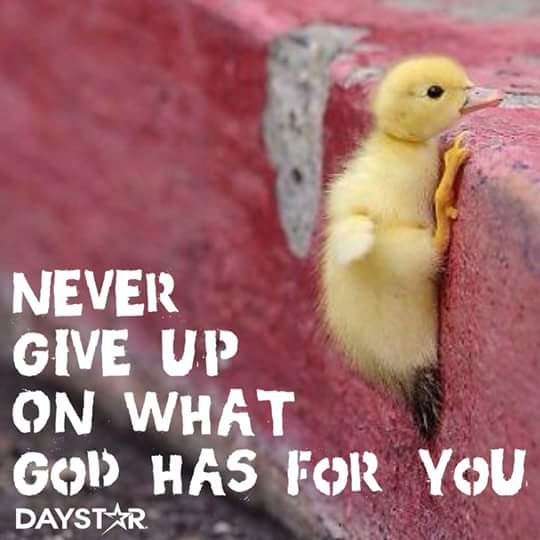 NEVER
GIVE UP
ON WHAT
GOD HAS FOR YOU
DAYSTAR